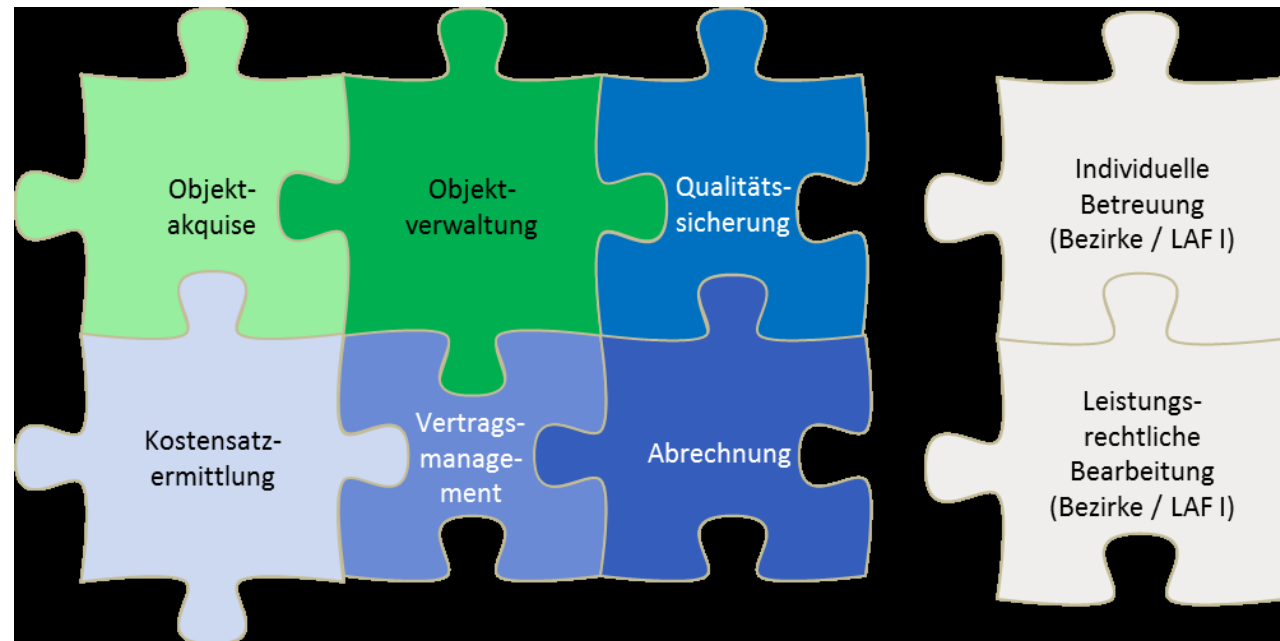 Objekt-
akquise
Objekt-
verwaltung
Qualitäts-
sicherung
Individuelle
Betreuung
(Bezirke / LAF I)
Kostensatz-
ermittlung
Vertrags-
manage-
ment
Abrechnung
Leistungs-
rechtliche
Bearbeitung
(Bezirke / LAF I)